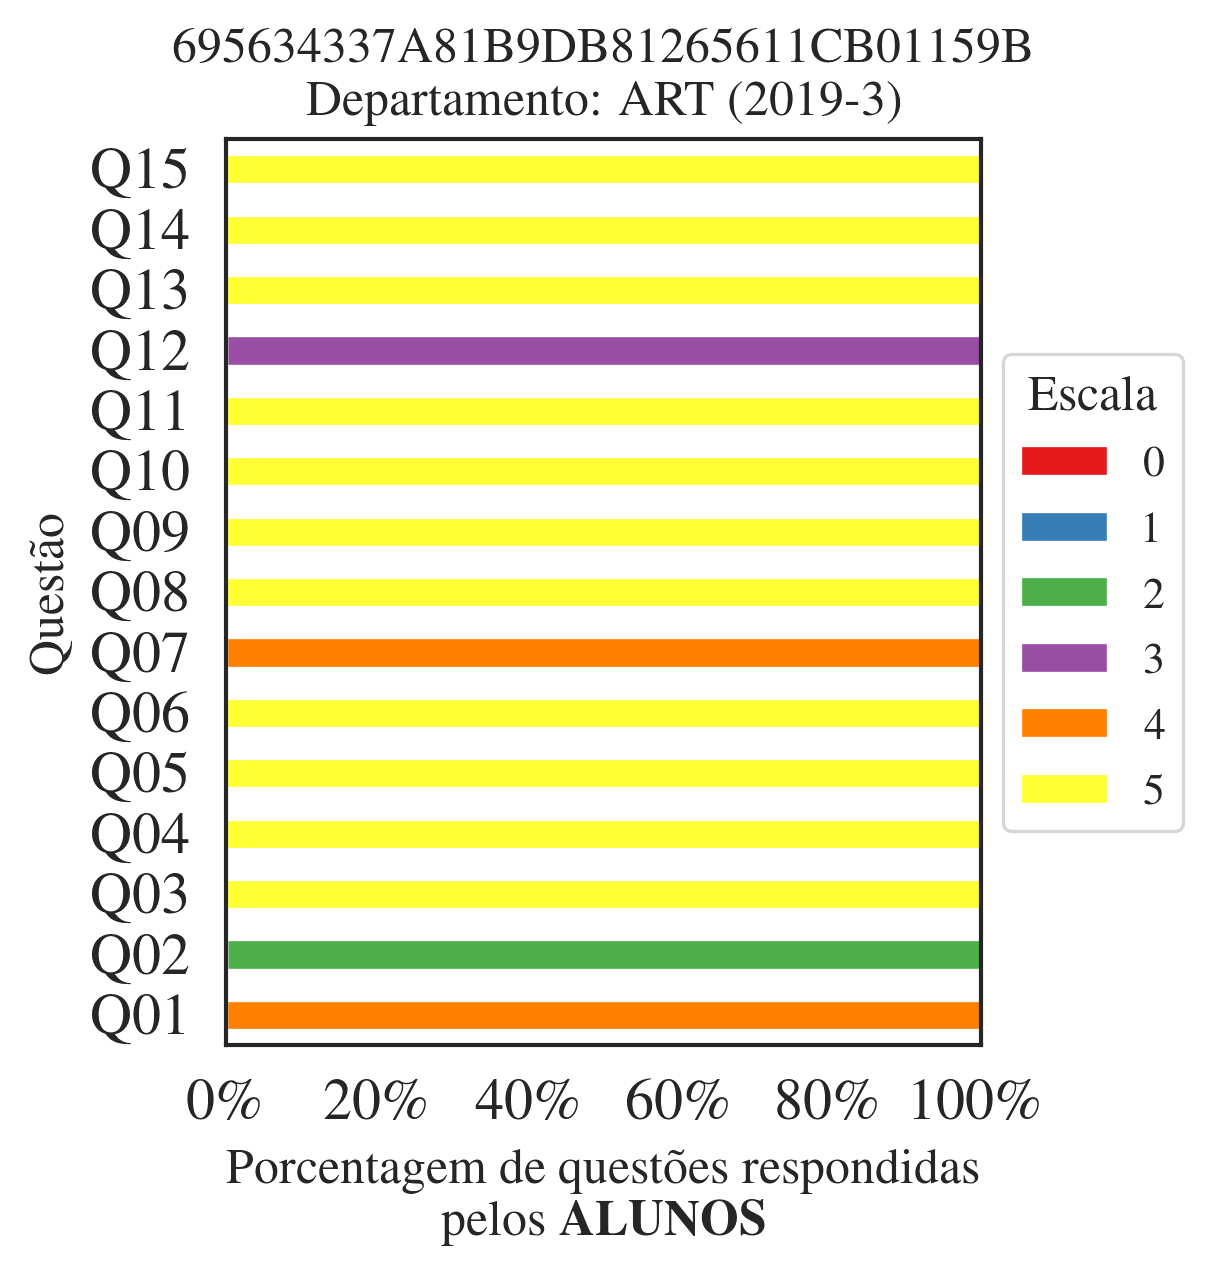 695634337A81B9DB81265611CB01159B
Departamento: ART (2019-3)
Q15
Q14
Q13
Q12
Q11
Q10
Q09
Q08
Q07
Q06
Q05
Q04
Q03
Q02
Q01
Questão
0% 20% 40% 60% 80% 100%
Porcentagem de questões respondidas
pelos ALUNOS
Escala
0
1
2
3
4
5